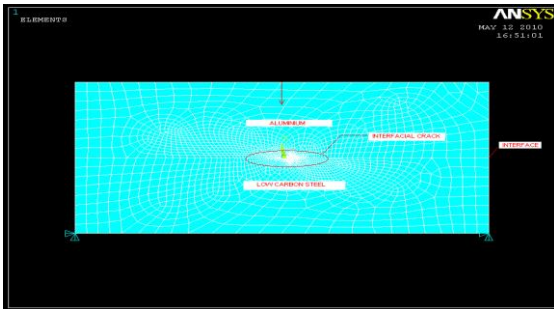 1
ELEMENTS
ANSYS
MAY 12 2010
16:51:01
ALUMINIUM
INTERFACIAL CRACK
INTERFACE
LOW CARBON STEEL